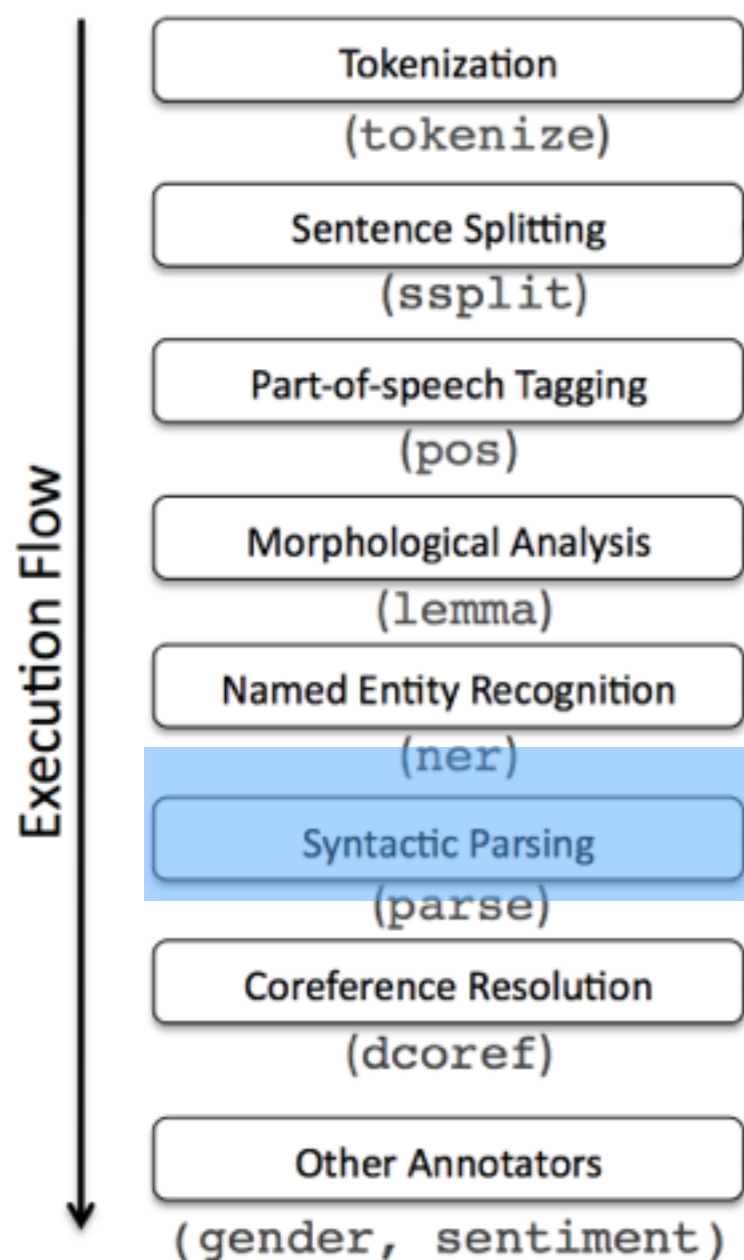 Execution Flow
Tokenization
(tokenize)
Sentence Splitting
(ssplit)
Part-of-speech Tagging
(pos)
Morphological Analysis
(lemma)
Named Entity Recognition
(ner)
Syntactic Parsing
(parse)
Coreference Resolution
(dcoref)
Other Annotators
(gender, sentiment)